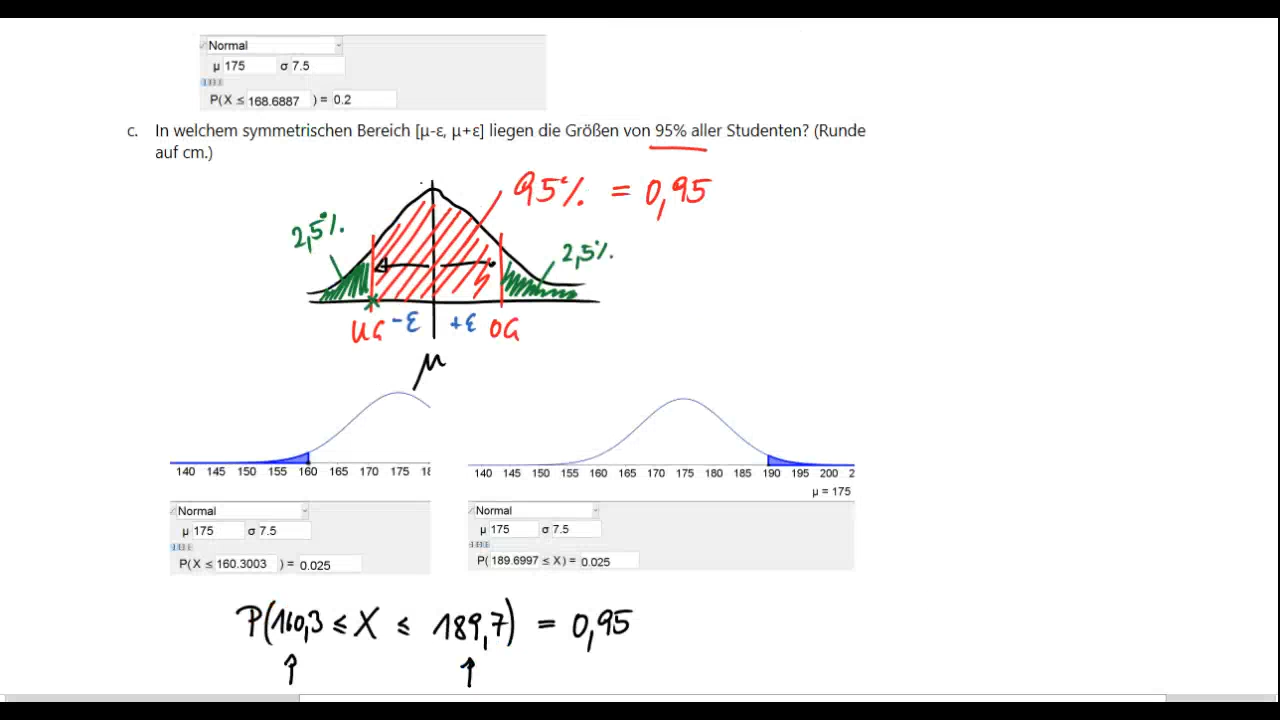 Normal
μ 175 σ 7.5
P(X ≤ 168.6887 ) = 0.2
c. In welchem symmetrischen Bereich [μ-ε, μ+ε] liegen die Größen von 95% aller Studenten? (Runde
auf cm.)
95% = 0,95
2,5%
2,5%
UG -ε +ε OG
μ
140 145 150 155 160 165 170 175 18
140 145 150 155 160 165 170 175 180 185 190 195 200 2
μ = 175
Normal
μ 175 σ 7.5
P(X ≤ 160.3003 ) = 0.025
Normal
μ 175 σ 7.5
P( 189.6997 ≤ X) = 0.025
P(160,3 ≤ X ≤ 189,7) = 0,95